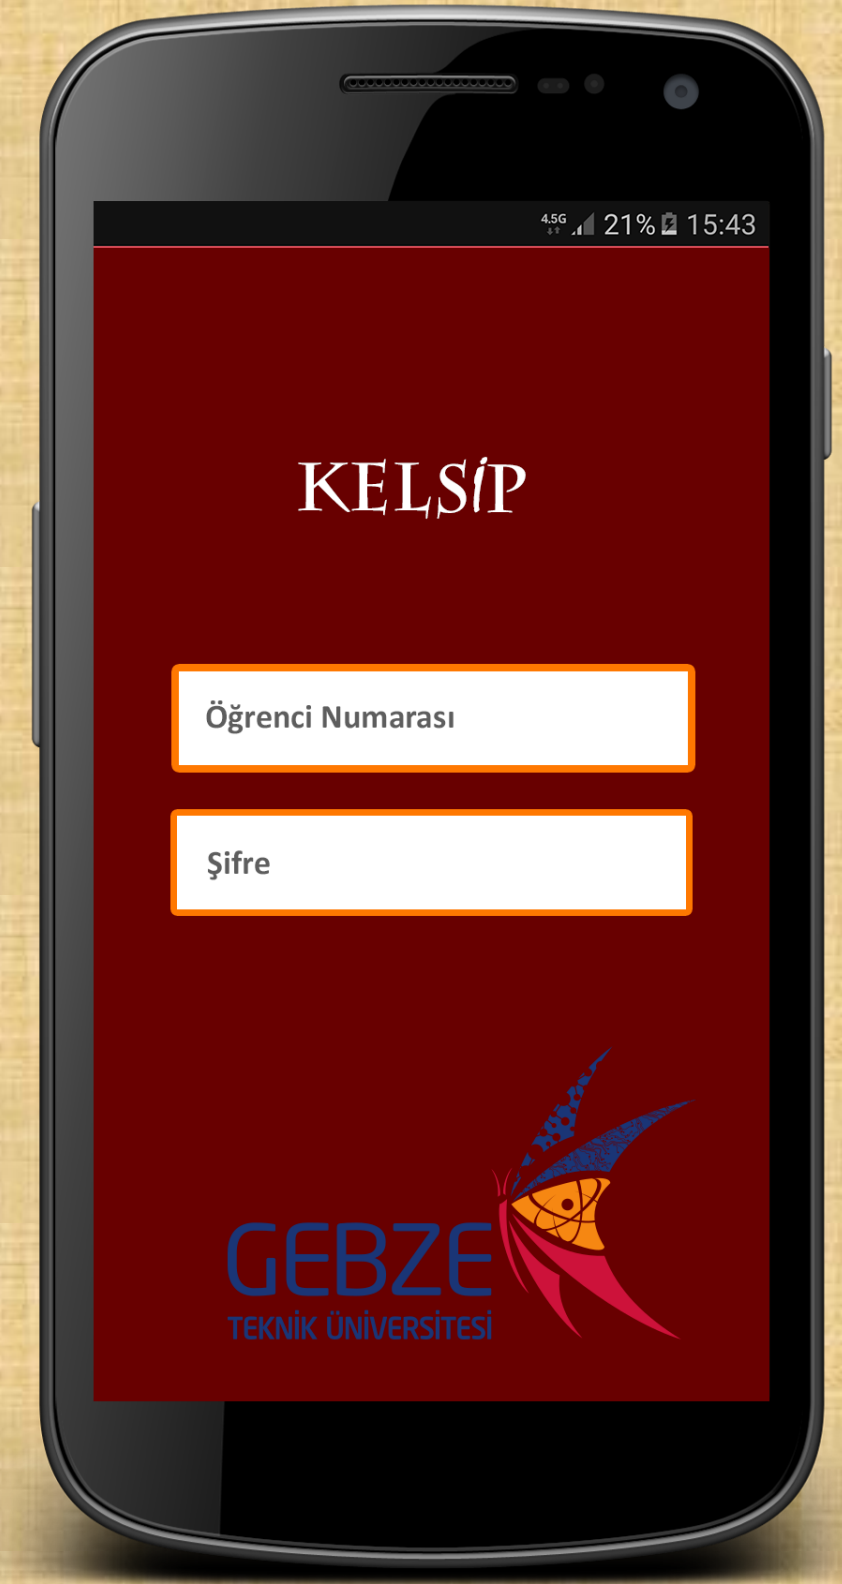 4.5G 21% 15:43
KELSİP
Öğrenci Numarası
Şifre
GEBZE
TEKNİK ÜNİVERSİTESİ